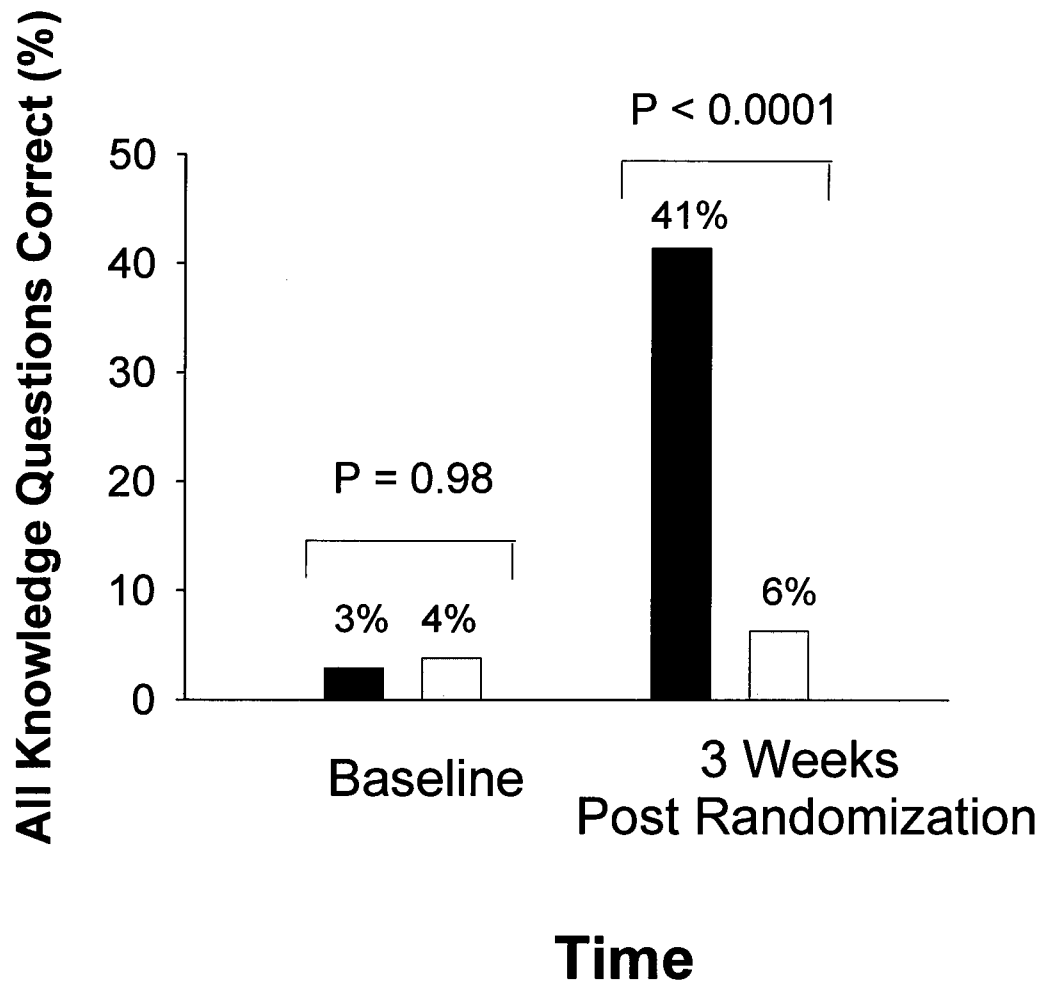 All Knowledge Questions Correct (%)
P < 0.0001
50
41%
40
30
P = 0.98
20
10
3%
4%
6%
0
Baseline
3 Weeks
Post Randomization
Time